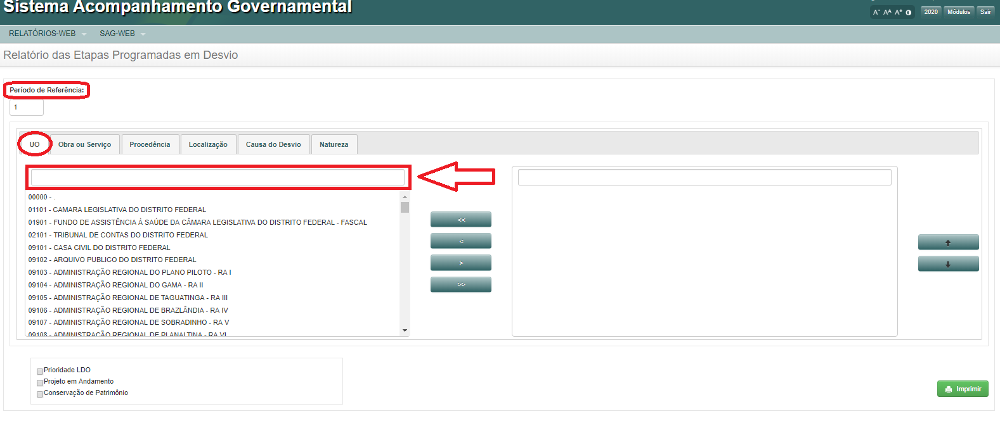 Sistema Acompanhamento Governamental
A- AA A+
2020 Módulos Sair
RELATÓRIOS-WEB SAG-WEB
Relatório das Etapas Programadas em Desvio
Período de Referência:
1
UO Obra ou Serviço Procedência Localização Causa do Desvio Natureza
00000 - .
01101 - CAMARA LEGISLATIVA DO DISTRITO FEDERAL
01901 - FUNDO DE ASSISTÊNCIA À SAÚDE DA CÂMARA LEGISLATIVA DO DISTRITO FEDERAL - FASCAL
02101 - TRIBUNAL DE CONTAS DO DISTRITO FEDERAL
09101 - CASA CIVIL DO DISTRITO FEDERAL
09102 - ARQUIVO PUBLICO DO DISTRITO FEDERAL
09103 - ADMINISTRAÇÃO REGIONAL DO PLANO PILOTO - RA I
09104 - ADMINISTRAÇÃO REGIONAL DO GAMA - RA II
09105 - ADMINISTRAÇÃO REGIONAL DE TAGUATINGA - RA III
09106 - ADMINISTRAÇÃO REGIONAL DE BRAZLÂNDIA - RA IV
09107 - ADMINISTRAÇÃO REGIONAL DE SOBRADINHO - RA V
09108 - ADMINISTRAÇÃO REGIONAL DE PLANALTINA - RA VI
<<
<
>
>>
Prioridade LDO
Projeto em Andamento
Conservação de Patrimônio
Imprimir